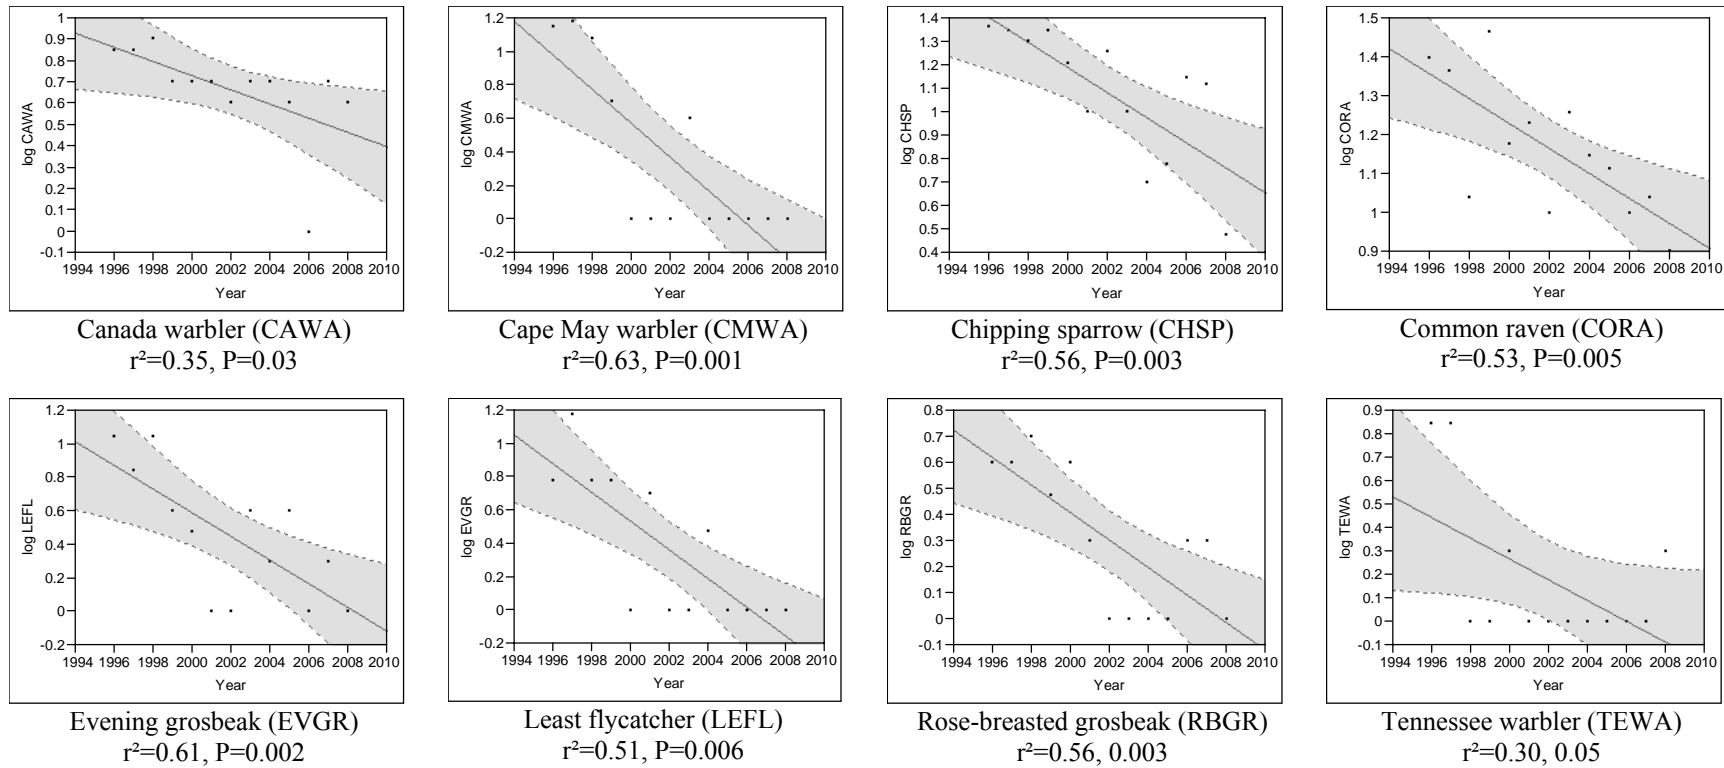 1
0.9
0.8
0.7
0.6
0.5
0.4
0.3
0.2
0.1
0
-0.1
log CAWA
1994 1996 1998 2000 2002 2004 2006 2008 2010
Year
Canada warbler (CAWA)
r²=0.35, P=0.03
1.2
1
0.8
0.6
0.4
0.2
0
-0.2
log CMWA
1994 1996 1998 2000 2002 2004 2006 2008 2010
Year
Cape May warbler (CMWA)
r²=0.63, P=0.001
1.4
1.3
1.2
1.1
1
0.9
0.8
0.7
0.6
0.5
0.4
log CHSP
1994 1996 1998 2000 2002 2004 2006 2008 2010
Year
Chipping sparrow (CHSP)
r²=0.56, P=0.003
1.5
1.4
1.3
1.2
1.1
1
0.9
log CORA
1994 1996 1998 2000 2002 2004 2006 2008 2010
Year
Common raven (CORA)
r²=0.53, P=0.005
1.2
1
0.8
0.6
0.4
0.2
0
-0.2
log LEFL
1994 1996 1998 2000 2002 2004 2006 2008 2010
Year
Evening grosbeak (EVGR)
r²=0.61, P=0.002
1.2
1
0.8
0.6
0.4
0.2
0
-0.2
log EVGR
1994 1996 1998 2000 2002 2004 2006 2008 2010
Year
Least flycatcher (LEFL)
r²=0.51, P=0.006
0.8
0.7
0.6
0.5
0.4
0.3
0.2
0.1
0
-0.1
log RBGR
1994 1996 1998 2000 2002 2004 2006 2008 2010
Year
Rose-breasted grosbeak (RBGR)
r²=0.56, 0.003
0.9
0.8
0.7
0.6
0.5
0.4
0.3
0.2
0.1
0
-0.1
log TEWA
1994 1996 1998 2000 2002 2004 2006 2008 2010
Year
Tennessee warbler (TEWA)
r²=0.30, 0.05